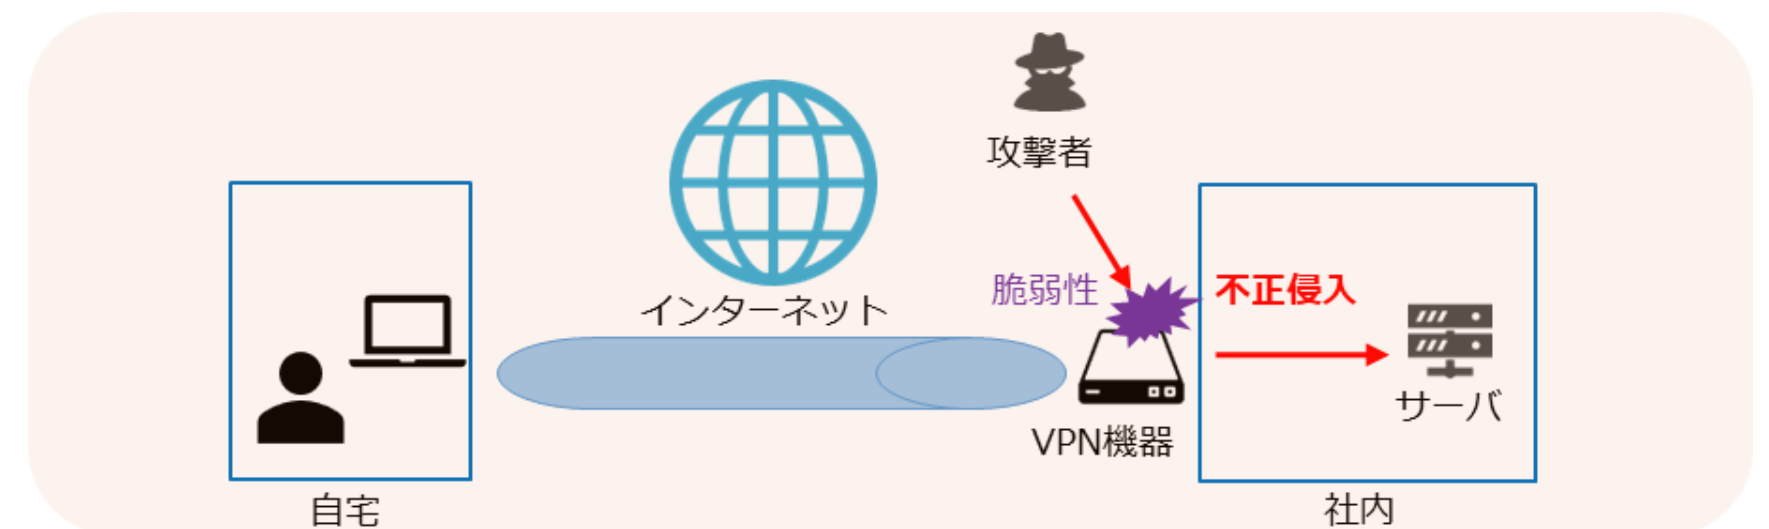 攻撃者
脆弱性
不正侵入
インターネット
サーバ
VPN機器
自宅
社内